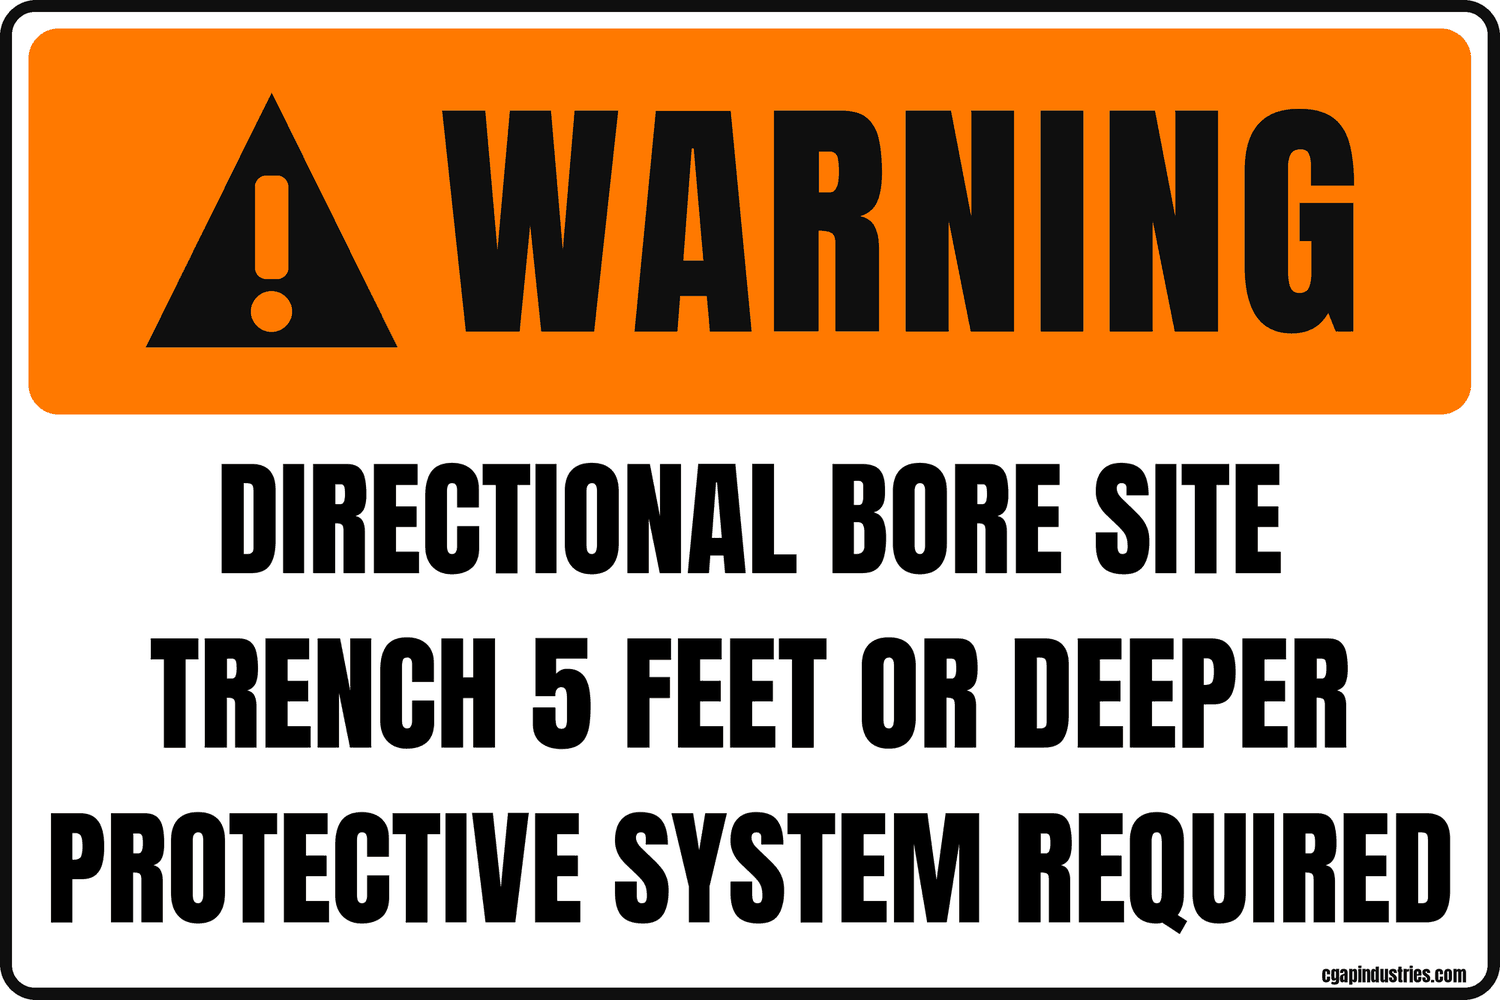 WARNING
DIRECTIONAL BORE SITE
TRENCH 5 FEET OR DEEPER
PROTECTIVE SYSTEM REQUIRED
cgapindustries.com